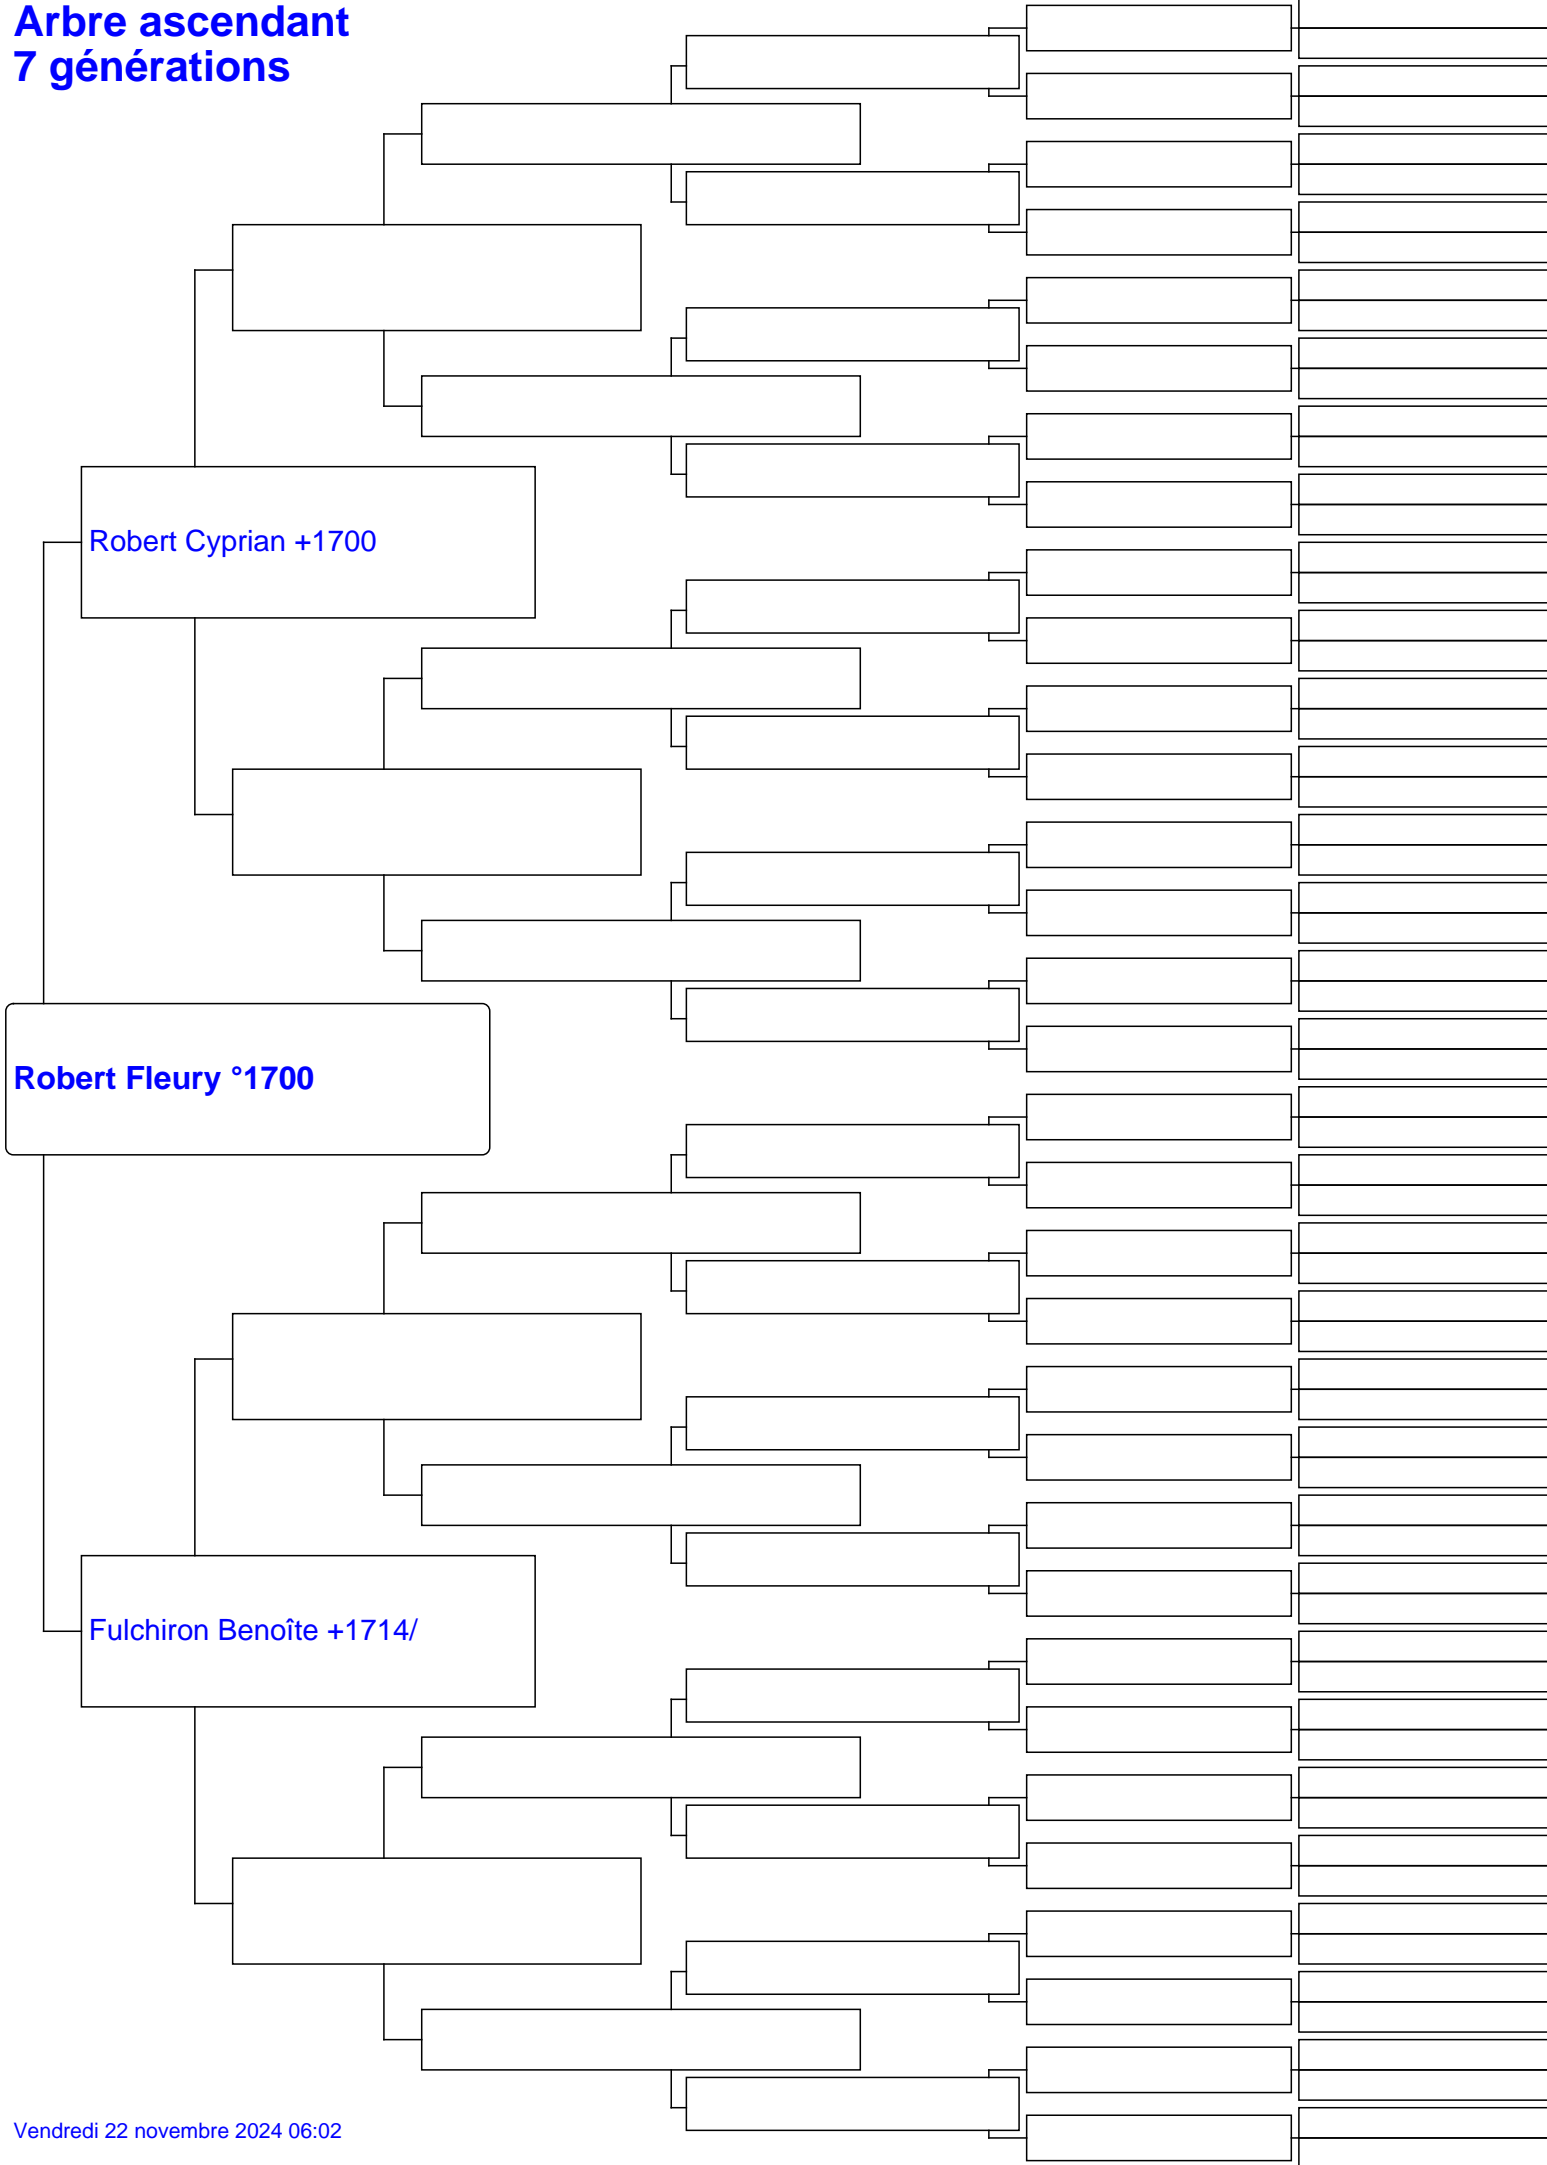 Arbre ascendant
7 générations
Robert Cyprian +1700
Robert Fleury °1700
Fulchiron Benoîte +1714/
Vendredi 22 novembre 2024 06:02